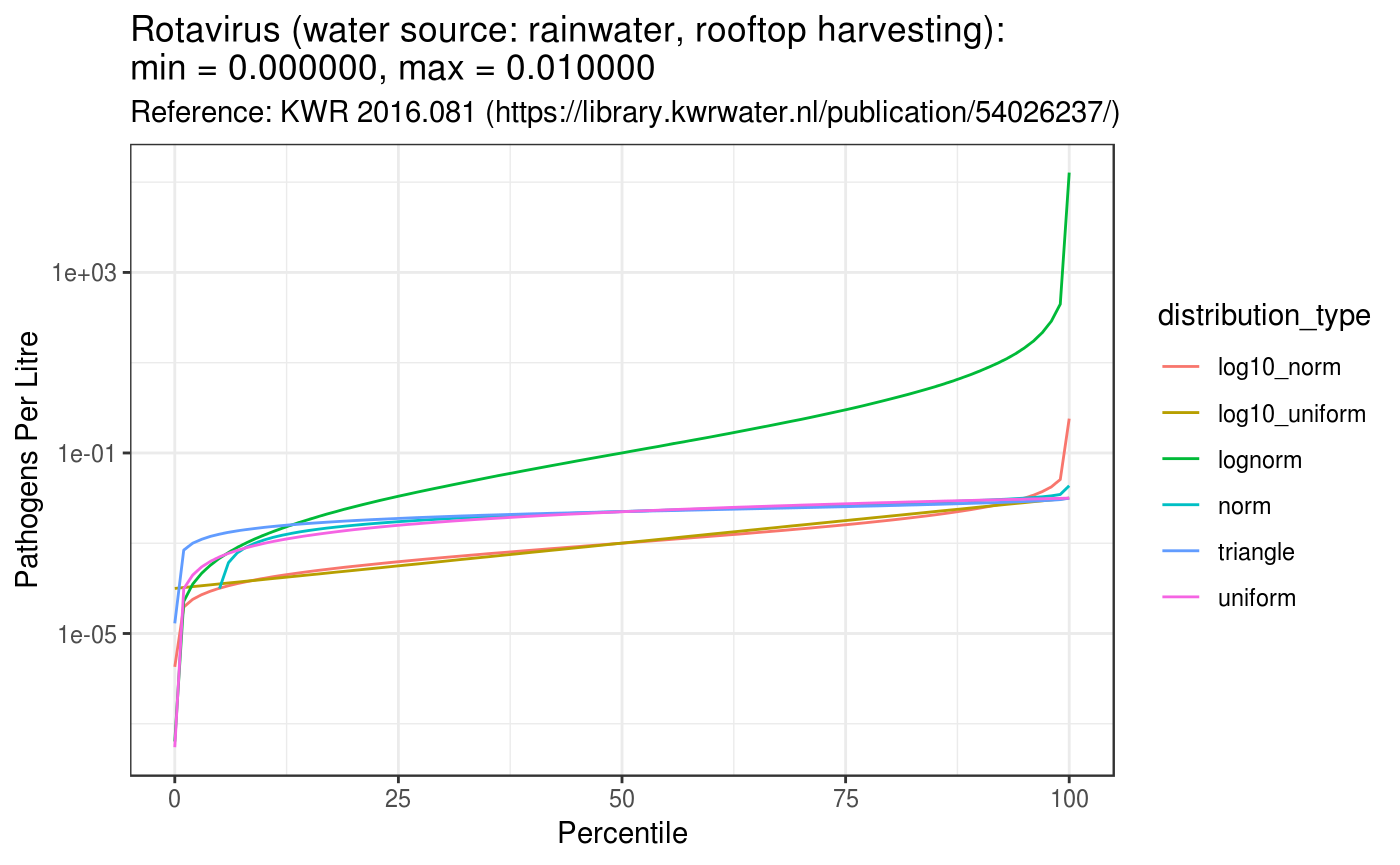 Rotavirus (water source: rainwater, rooftop harvesting):
min = 0.000000, max = 0.010000
Reference: KWR 2016.081 (https://library.kwrwater.nl/publication/54026237/)
Pathogens Per Litre
1e+03
1e-01
1e-05
0
25
50
75
100
Percentile
distribution_type
log10_norm
log10_uniform
lognorm
norm
triangle
uniform